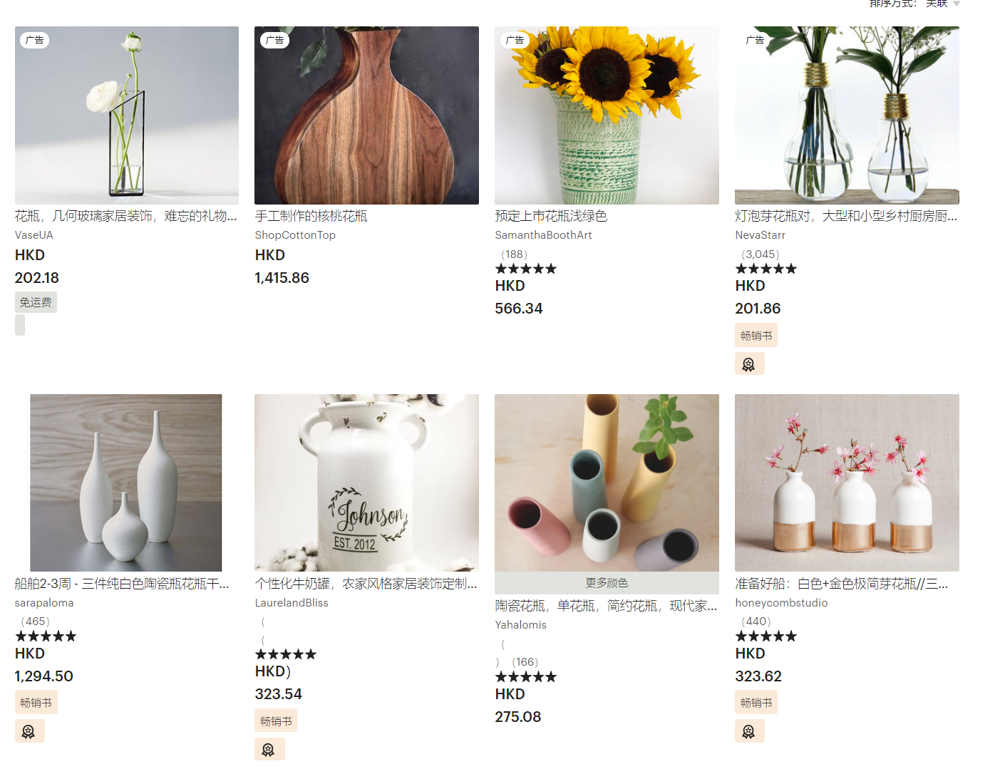 排序方式： 关联
广告
广告
广告
广告
花瓶，几何玻璃家居装饰，难忘的礼物...
VaseUA
HKD
202.18
免运费
手工制作的核桃花瓶
ShopCottonTop
HKD
1,415.86
预定上市花瓶浅绿色
SamanthaBoothArt
（188）
HKD
566.34
灯泡芽花瓶对，大型和小型乡村厨房厨...
NevaStarr
（3,045）
HKD
201.86
畅销书
船舶2-3周 - 三件纯白色陶瓷瓶花瓶干...
sarapaloma
（465）
HKD
1,294.50
畅销书
Johnson
EST. 2012
个性化牛奶罐，农家风格家居装饰定制...
LaurelandBliss
（
（
HKD）
323.54
畅销书
更多颜色
陶瓷花瓶，单花瓶，简约花瓶，现代家...
Yahalomis
（
）（166）
HKD
275.08
准备好船：白色+金色极简芽花瓶//三...
honeycombstudio
（440）
HKD
323.62
畅销书